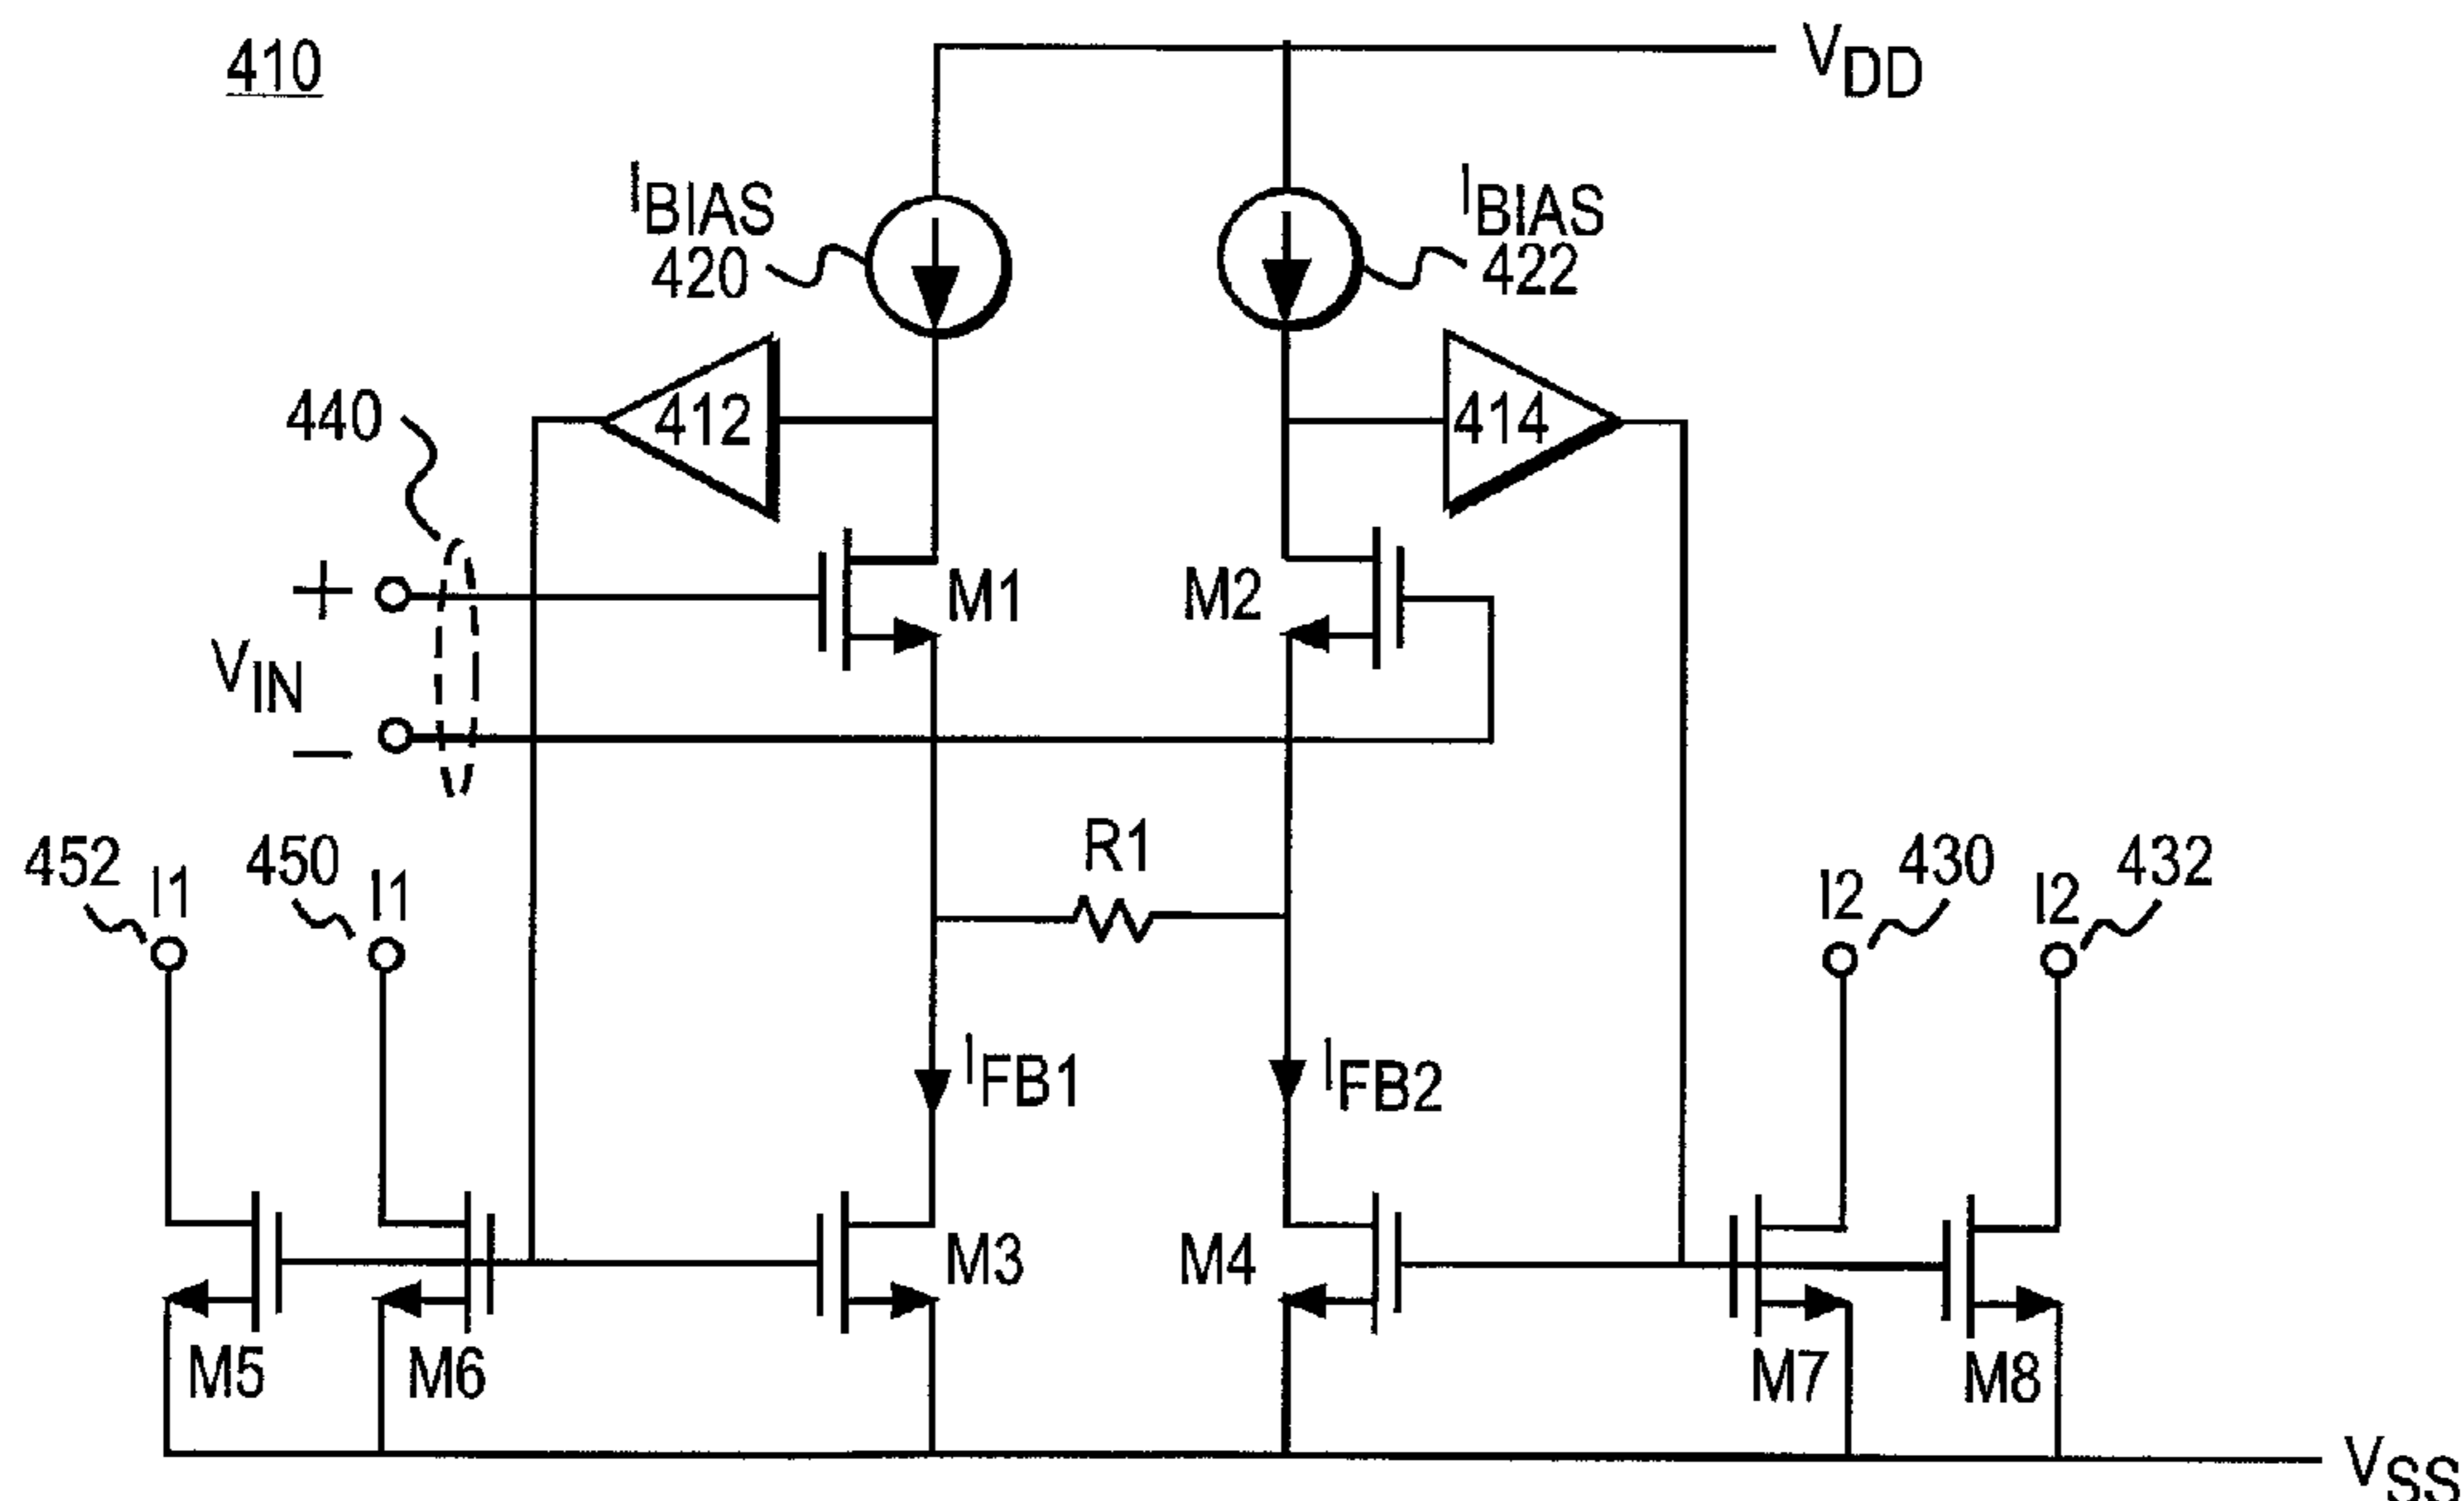 410
VDD
IBIAS
420
IBIAS
422
440
412
414
+
M1
M2
VIN
−
R1
452
I1
450
I1
I2
430
I2
432
IFB1
IFB2
M3
M4
M5
M6
M7
M8
VSS